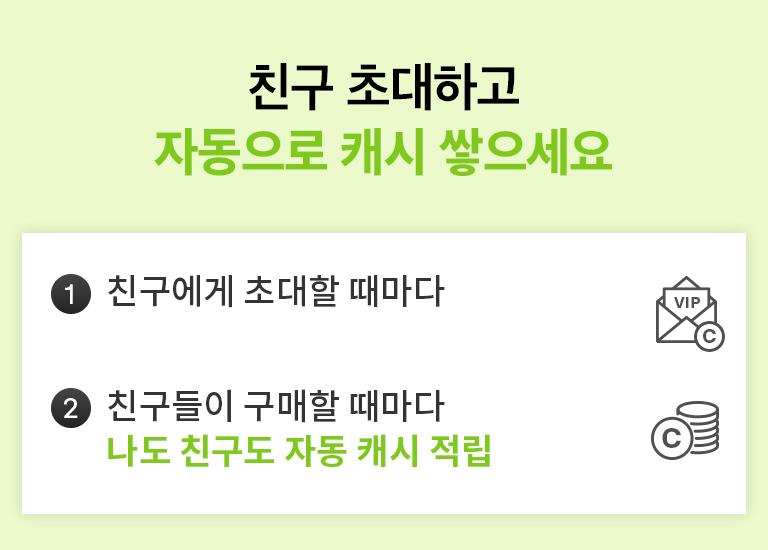 친구 초대하고
자동으로 캐시 쌓으세요
1 친구에게 초대할 때마다
VIP
C
2 친구들이 구매할 때마다
나도 친구도 자동 캐시 적립
C